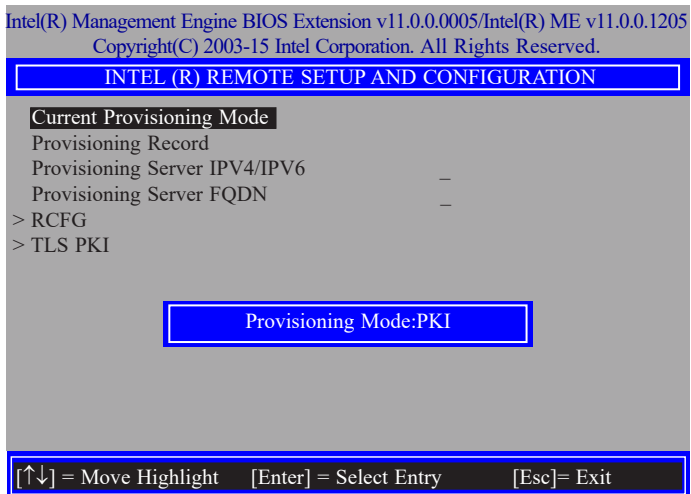 Intel(R) Management Engine BIOS Extension v11.0.0.0005/Intel(R) ME v11.0.0.1205
Copyright(C) 2003-15 Intel Corporation. All Rights Reserved.
INTEL (R) REMOTE SETUP AND CONFIGURATION
Current Provisioning Mode
Provisioning Record
Provisioning Server IPV4/IPV6 _
Provisioning Server FQDN _
> RCFG
> TLS PKI
Provisioning Mode:PKI
[↑↓] = Move Highlight [Enter] = Select Entry [Esc]= Exit